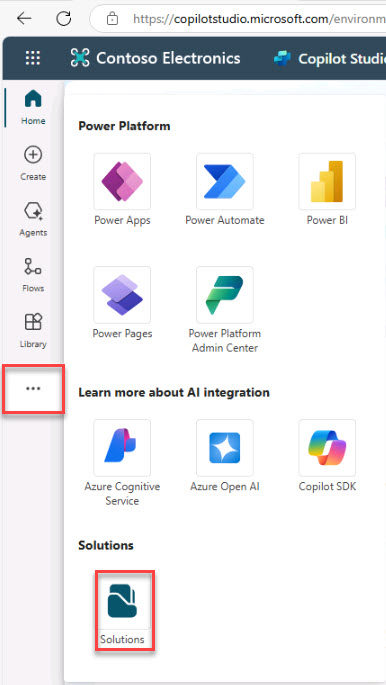 https://copilotstudio.microsoft.com/environm
Contoso Electronics
Copilot Studi
Home
Create
Agents
Flows
Library
Power Platform
Power Apps
Power Automate
Power BI
Power Pages
Power Platform
Admin Center
Learn more about AI integration
Azure Cognitive
Service
Azure Open AI
Copilot SDK
Solutions
Solutions